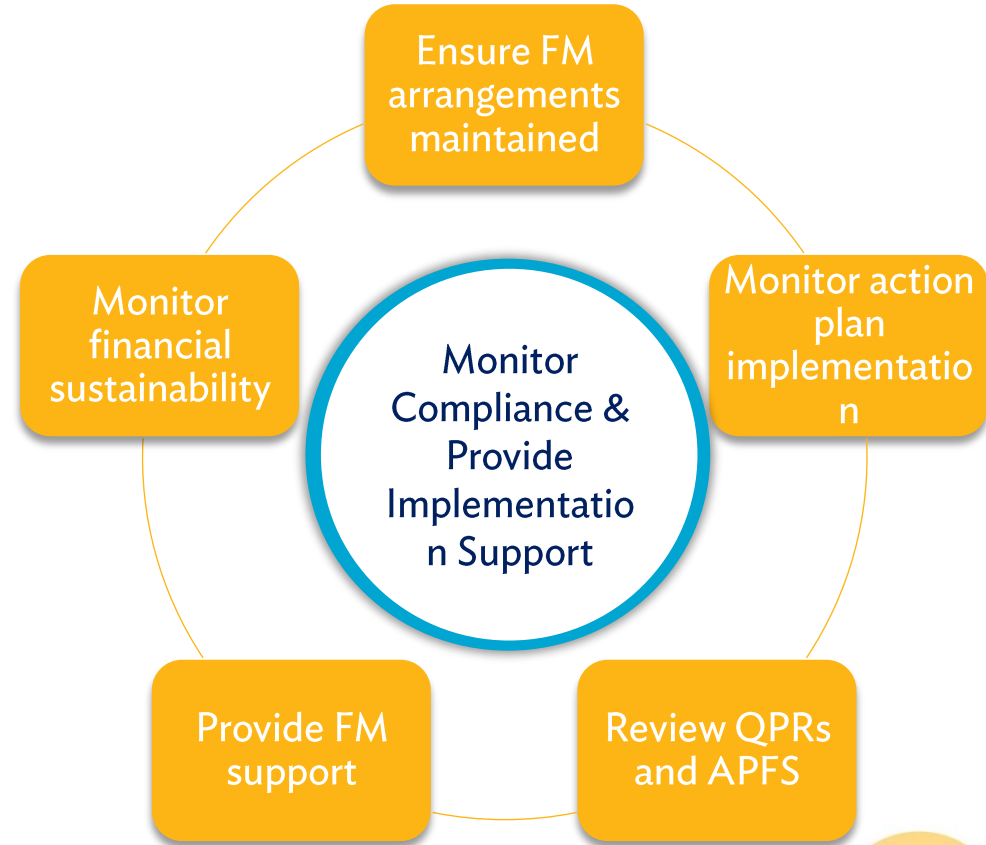 Ensure FM
arrangements
maintained
Monitor action
plan
implementatio
n
Review QPRs
and APFS
Provide FM
support
Monitor
financial
sustainability
Monitor
Compliance &
Provide
Implementatio
n Support